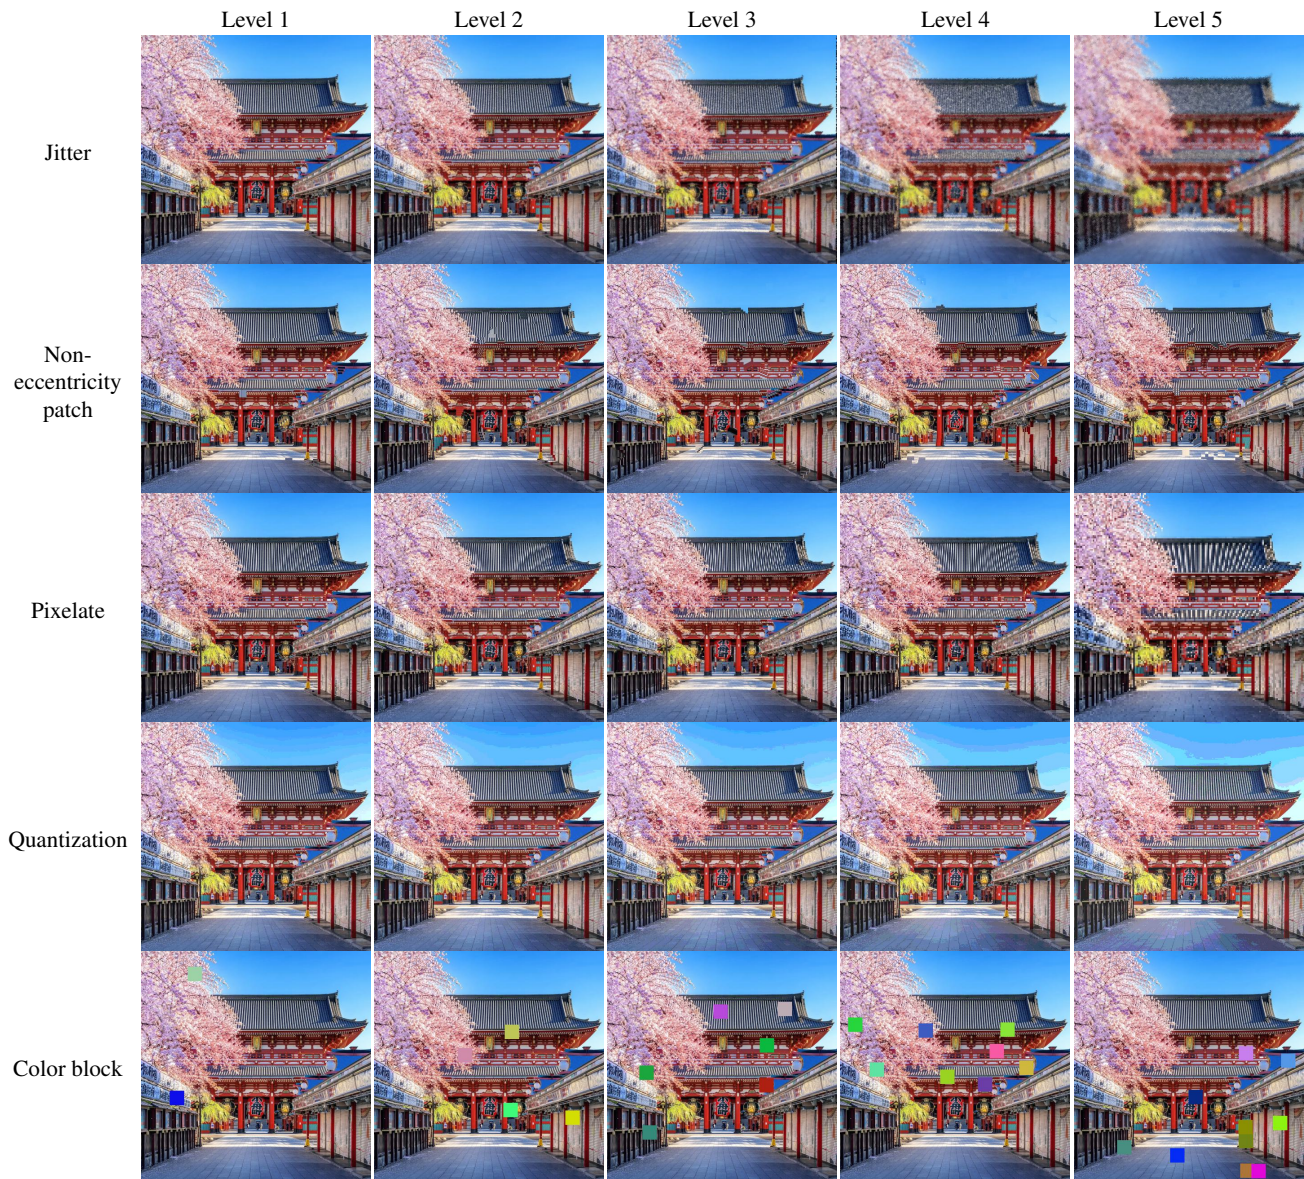 Level 1
Level 2
Level 3
Level 4
Level 5
Jitter
Non-
eccentricity
patch
Pixelate
Quantization
Color block